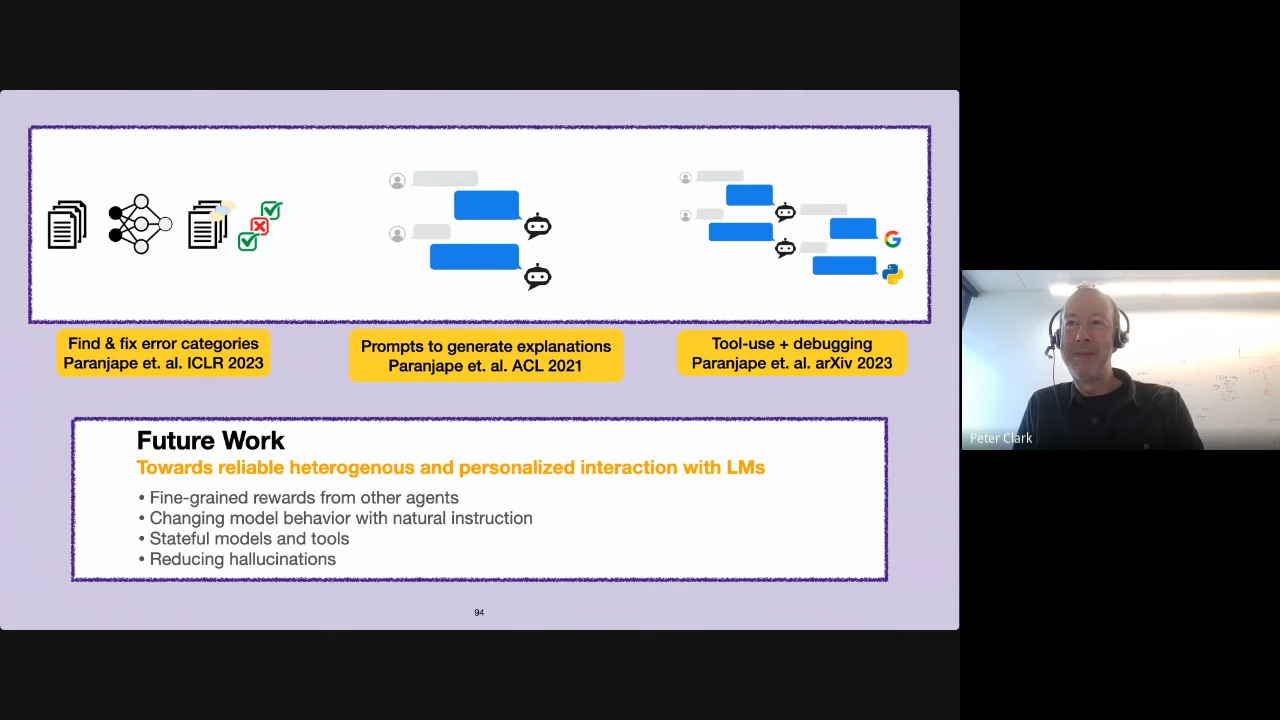 Find & fix error categories
Paranjape et. al. ICLR 2023
Prompts to generate explanations
Paranjape et. al. ACL 2021
Tool-use + debugging
Paranjape et. al. arXiv 2023
Future Work
Towards reliable heterogenous and personalized interaction with LMs
• Fine-grained rewards from other agents
• Changing model behavior with natural instruction
• Stateful models and tools
• Reducing hallucinations
94
Peter Clark